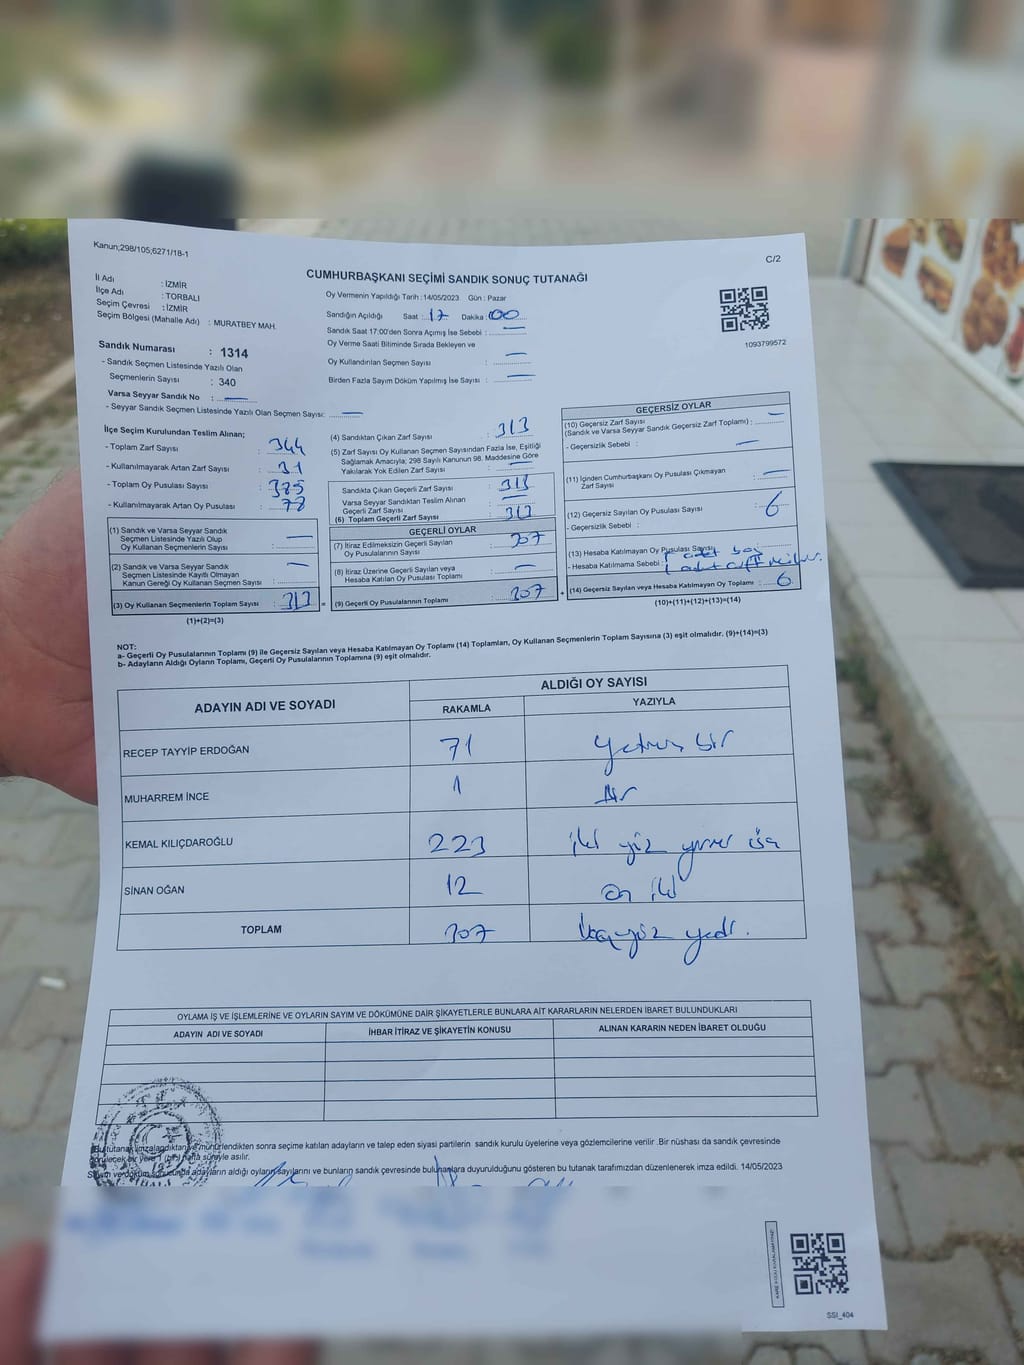 Kanun;298/105;6271/18-1
C/2
CUMHURBAŞKANI SEÇİMİ SANDIK SONUÇ TUTANAĞI
İl Adı : İZMİR
İlçe Adı : TORBALI
Seçim Çevresi : İZMİR
Seçim Bölgesi (Mahalle Adı) : MURATBEY MAH.
Sandık Numarası : 1314
- Sandık Seçmen Listesinde Yazılı Olan
Seçmenlerin Sayısı : 340
Varsa Seyyar Sandık No : —
- Seyyar Sandık Seçmen Listesinde Yazılı Olan Seçmen Sayısı: —
Oy Vermenin Yapıldığı Tarih : 14/05/2023 Gün : Pazar
Sandığın Açıldığı Saat : 17 Dakika : 00
Sandık Saat 17:00'den Sonra Açımış İse Sebebi : —
Oy Verme Saati Bitiminde Sırada Bekleyen ve
Oy Kullandırılan Seçmen Sayısı : —
Birden Fazla Sayım Döküm Yapılmış İse Sayısı : —
1093799572
İlçe Seçim Kurulundan Teslim Alınan;
- Toplam Zarf Sayısı : 344
- Kullanılmayarak Artan Zarf Sayısı : 31
- Toplam Oy Pusulası Sayısı : 385
- Kullanılmayarak Artan Oy Pusulası : 78
(1) Sandık ve Varsa Seyyar Sandık
Seçmen Listesinde Yazılı Olup
Oy Kullanan Seçmenlerin Sayısı : —
(2) Sandık ve Varsa Seyyar Sandık
Seçmen Listesinde Kayıtlı Olmayan
Kanun Gereği Oy Kullanan Seçmen Sayısı : —
(3) Oy Kullanan Seçmenlerin Toplam Sayısı : 313 =
(1)+(2)=(3)
(4) Sandıktan Çıkan Zarf Sayısı : 313
(5) Zarf Sayısı Oy Kullanan Seçmen Sayısından Fazla İse, Eşitliği
Sağlamak Amacıyla; 298 Sayılı Kanunun 98. Maddesine Göre
Yakılarak Yok Edilen Zarf Sayısı : —
Sandıkta Çıkan Geçerli Zarf Sayısı : 313
Varsa Seyyar Sandıktan Teslim Alınan
Geçerli Zarf Sayısı : —
(6) Toplam Geçerli Zarf Sayısı : 313
GEÇERLİ OYLAR
(7) İtiraz Edilmeksizin Geçerli Sayılan
Oy Pusulalarının Sayısı : 307
(8) İtiraz Üzerine Geçerli Sayılan veya
Hesaba Katılan Oy Pusulası Toplamı : —
(9) Geçerli Oy Pusulalarının Toplamı : 307 +
GEÇERSİZ OYLAR
(10) Geçersiz Zarf Sayısı
(Sandık ve Varsa Seyyar Sandık Geçersiz Zarf Toplamı) : —
- Geçersizlik Sebebi : —
(11) İçinden Cumhurbaşkanı Oy Pusulası Çıkmayan
Zarf Sayısı : —
(12) Geçersiz Sayılan Oy Pusulası Sayısı : 6
- Geçersizlik Sebebi :
(13) Hesaba Katılmayan Oy Pusulası Sayısı
- Hesaba Katılmama Sebebi :
(14) Geçersiz Sayılan veya Hesaba Katılmayan Oy Toplamı : 6
(10)+(11)+(12)+(13)=(14)
NOT:
a- Geçerli Oy Pusulalarının Toplamı (9) ile Geçersiz Sayılan veya Hesaba Katılmayan Oy Toplamı (14) Toplamları, Oy Kullanan Seçmenlerin Toplam Sayısına (3) eşit olmalıdır. (9)+(14)=(3)
b- Adayların Aldığı Oyların Toplamı, Geçerli Oy Pusulalarının Toplamına (9) eşit olmalıdır.
ADAYIN ADI VE SOYADI ALDIĞI OY SAYISI
RAKAMLA YAZIYLA
RECEP TAYYİP ERDOĞAN 71 Yetmiş bir
MUHARREM İNCE 1 Bir
KEMAL KILIÇDAROĞLU 223 iki yüz yirmi üç
SİNAN OĞAN 12 on iki
TOPLAM 307 üçyüz yedi.
OYLAMA İŞ VE İŞLEMLERİNE VE OYLARIN SAYIM VE DÖKÜMÜNE DAİR ŞİKAYETLERLE BUNLARA AİT KARARLARIN NELERDEN İBARET BULUNDUKLARI
ADAYIN ADI VE SOYADI İHBAR İTİRAZ VE ŞİKAYETİN KONUSU ALINAN KARARIN NEDEN İBARET OLDUĞU
Bu tutanak imzalandıktan ve mühürlendikten sonra seçime katılan adayların ve talep eden siyasi partilerin sandık kurulu üyelerine veya gözlemcilerine verilir .Bir nüshası da sandık çevresinde
görülecek bir yere 1 (bir) hafta süreyle asılır.
Sayım ve döküm sonucunda adayların aldığı oyların sayılarını ve bunların sandık çevresinde bulunanlara duyurulduğunu gösteren bu tutanak tarafımızdan düzenlenerek imza edildi. 14/05/2023
SSI_404